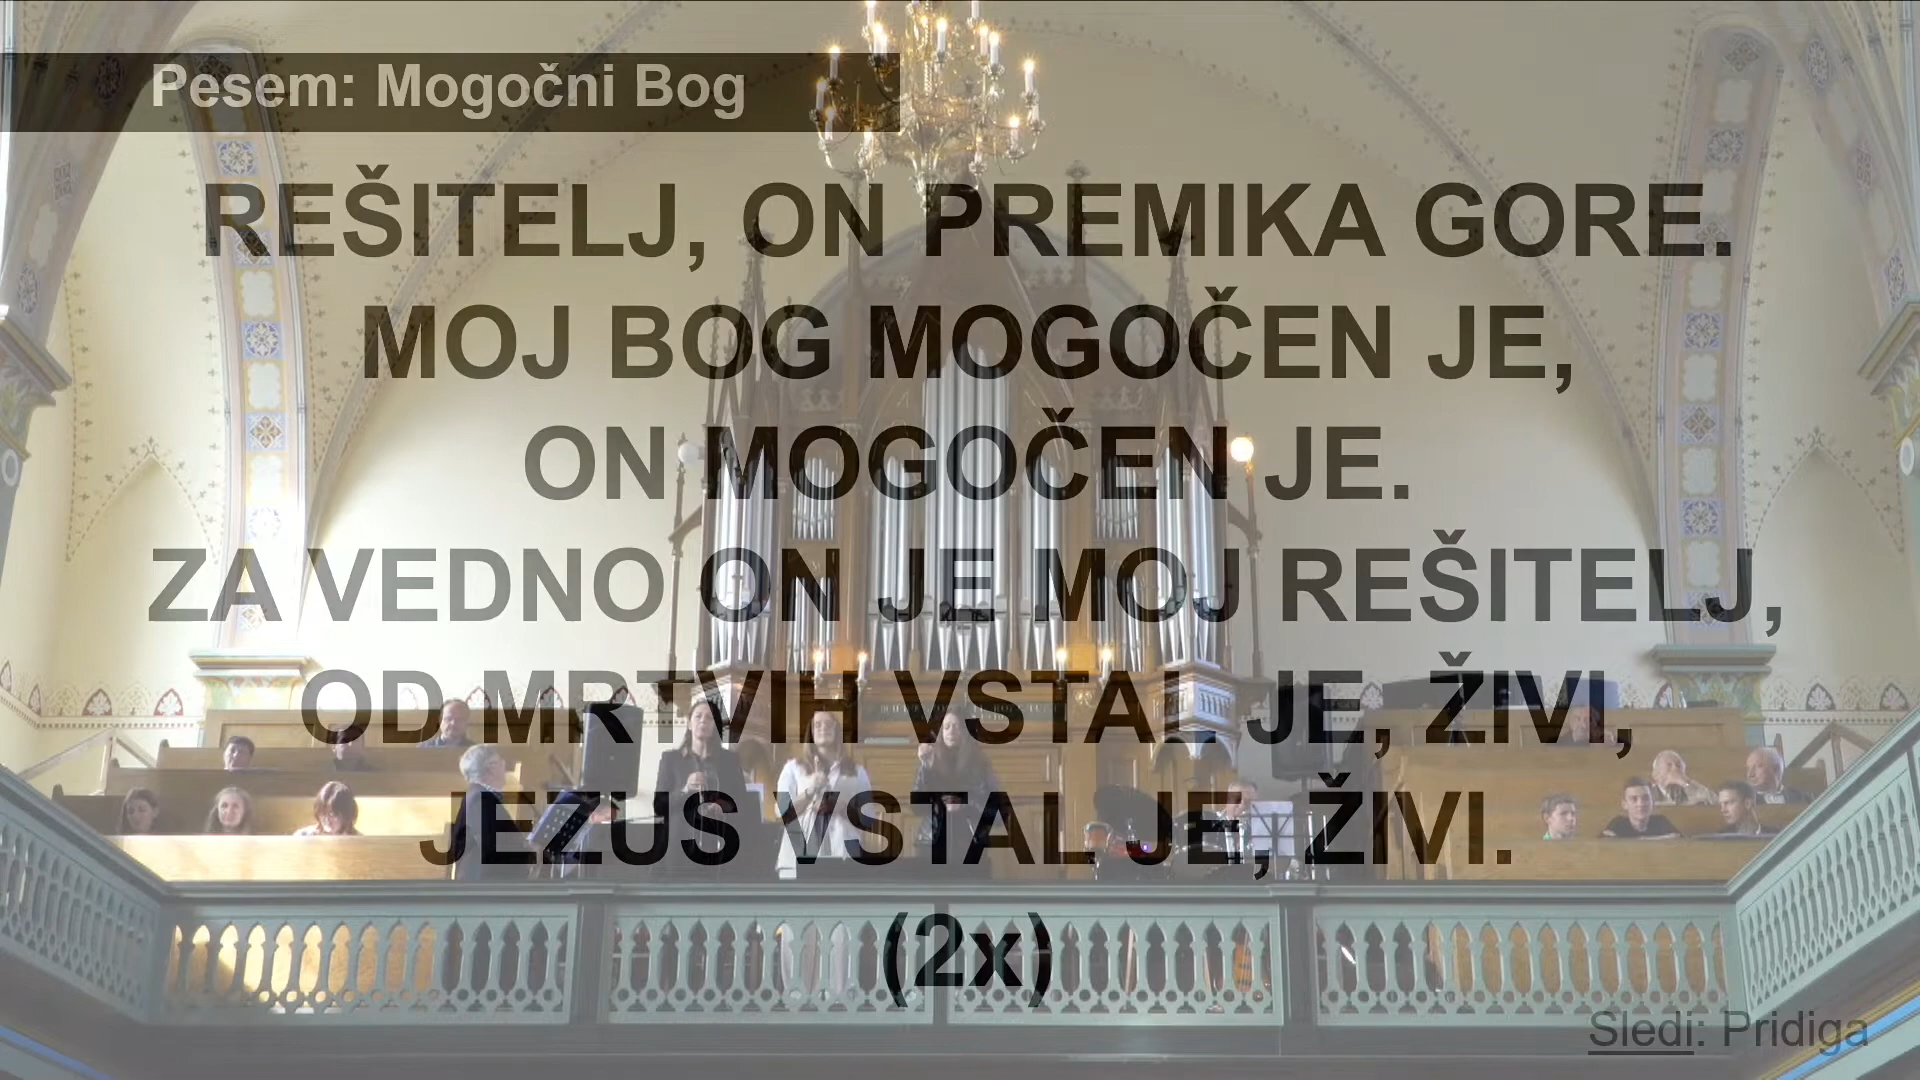 Pesem: Mogočni Bog
REŠITELJ, ON PREMIKA GORE.
MOJ BOG MOGOČEN JE,
ON MOGOČEN JE.
ZA VEDNO ON JE MOJ REŠITELJ,
OD MRTVIH VSTAL JE, ŽIVI,
JEZUS VSTAL JE, ŽIVI.
(2x)
Sledi: Pridiga